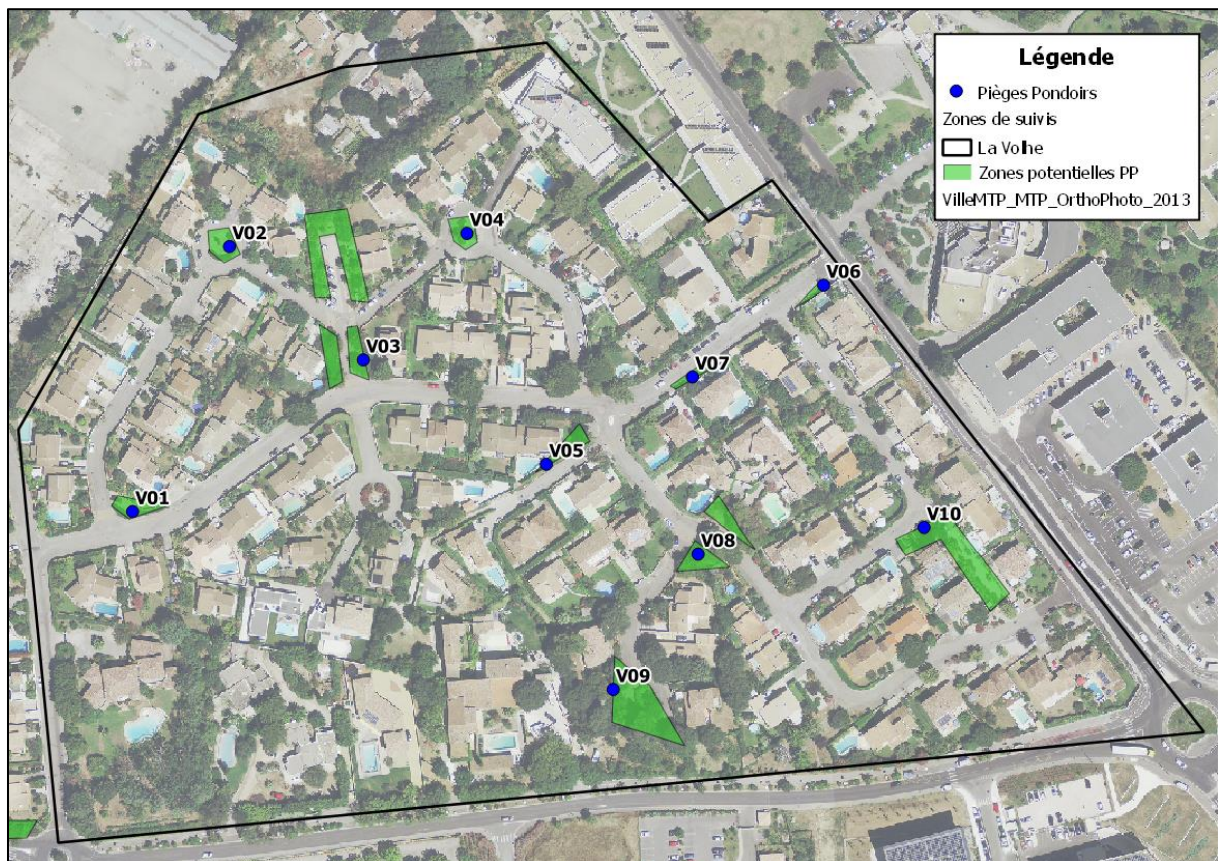 Légende
Pièges Pondoirs
Zones de suivis
La Volhe
Zones potentielles PP
VilleMTP_MTP_OrthoPhoto_2013
V04
V02
V06
V03
V07
V05
V01
V10
V08
V09